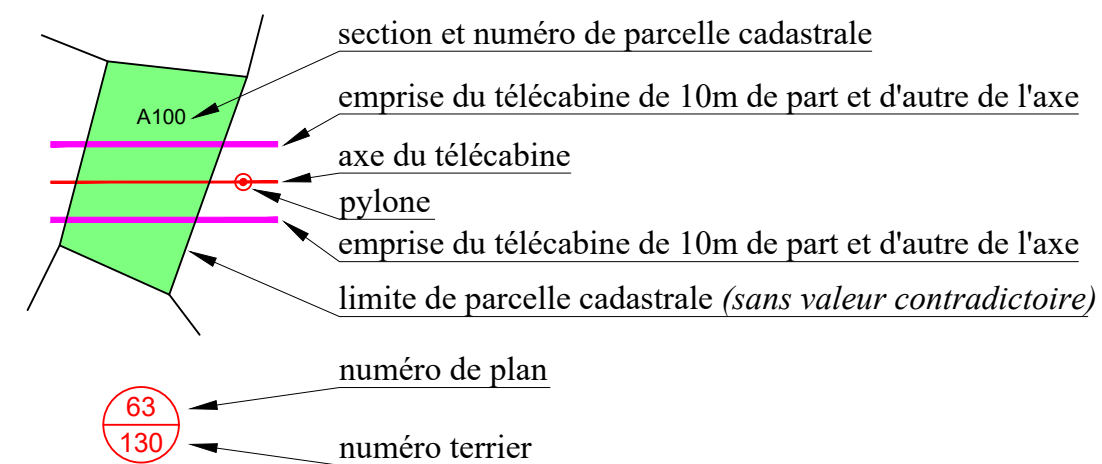 section et numéro de parcelle cadastrale
A100
emprise du télécabine de 10m de part et d'autre de l'axe
axe du télécabine
pylone
emprise du télécabine de 10m de part et d'autre de l'axe
limite de parcelle cadastrale (sans valeur contradictoire)
numéro de plan
63
130
numéro terrier